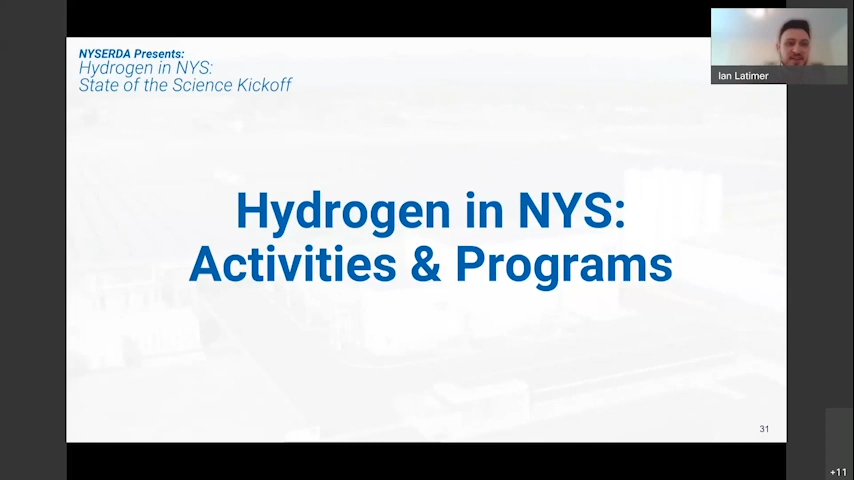 NYSERDA Presents:
Hydrogen in NYS:
State of the Science Kickoff
Ian Latimer
Hydrogen in NYS:
Activities & Programs
31
+11